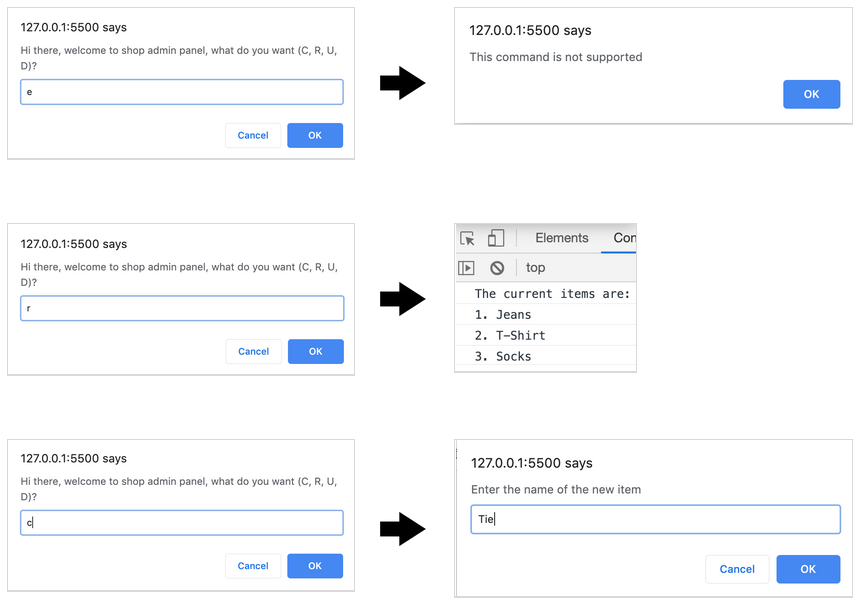 127.0.0.1:5500 says
Hi there, welcome to shop admin panel, what do you want (C, R, U,
D)?
e
Cancel
OK
127.0.0.1:5500 says
This command is not supported
OK
127.0.0.1:5500 says
Hi there, welcome to shop admin panel, what do you want (C, R, U,
D)?
r
Cancel
OK
Elements
Con
top
The current items are:
1. Jeans
2. T-Shirt
3. Socks
127.0.0.1:5500 says
Hi there, welcome to shop admin panel, what do you want (C, R, U,
D)?
c
Cancel
OK
127.0.0.1:5500 says
Enter the name of the new item
Tie
Cancel
OK